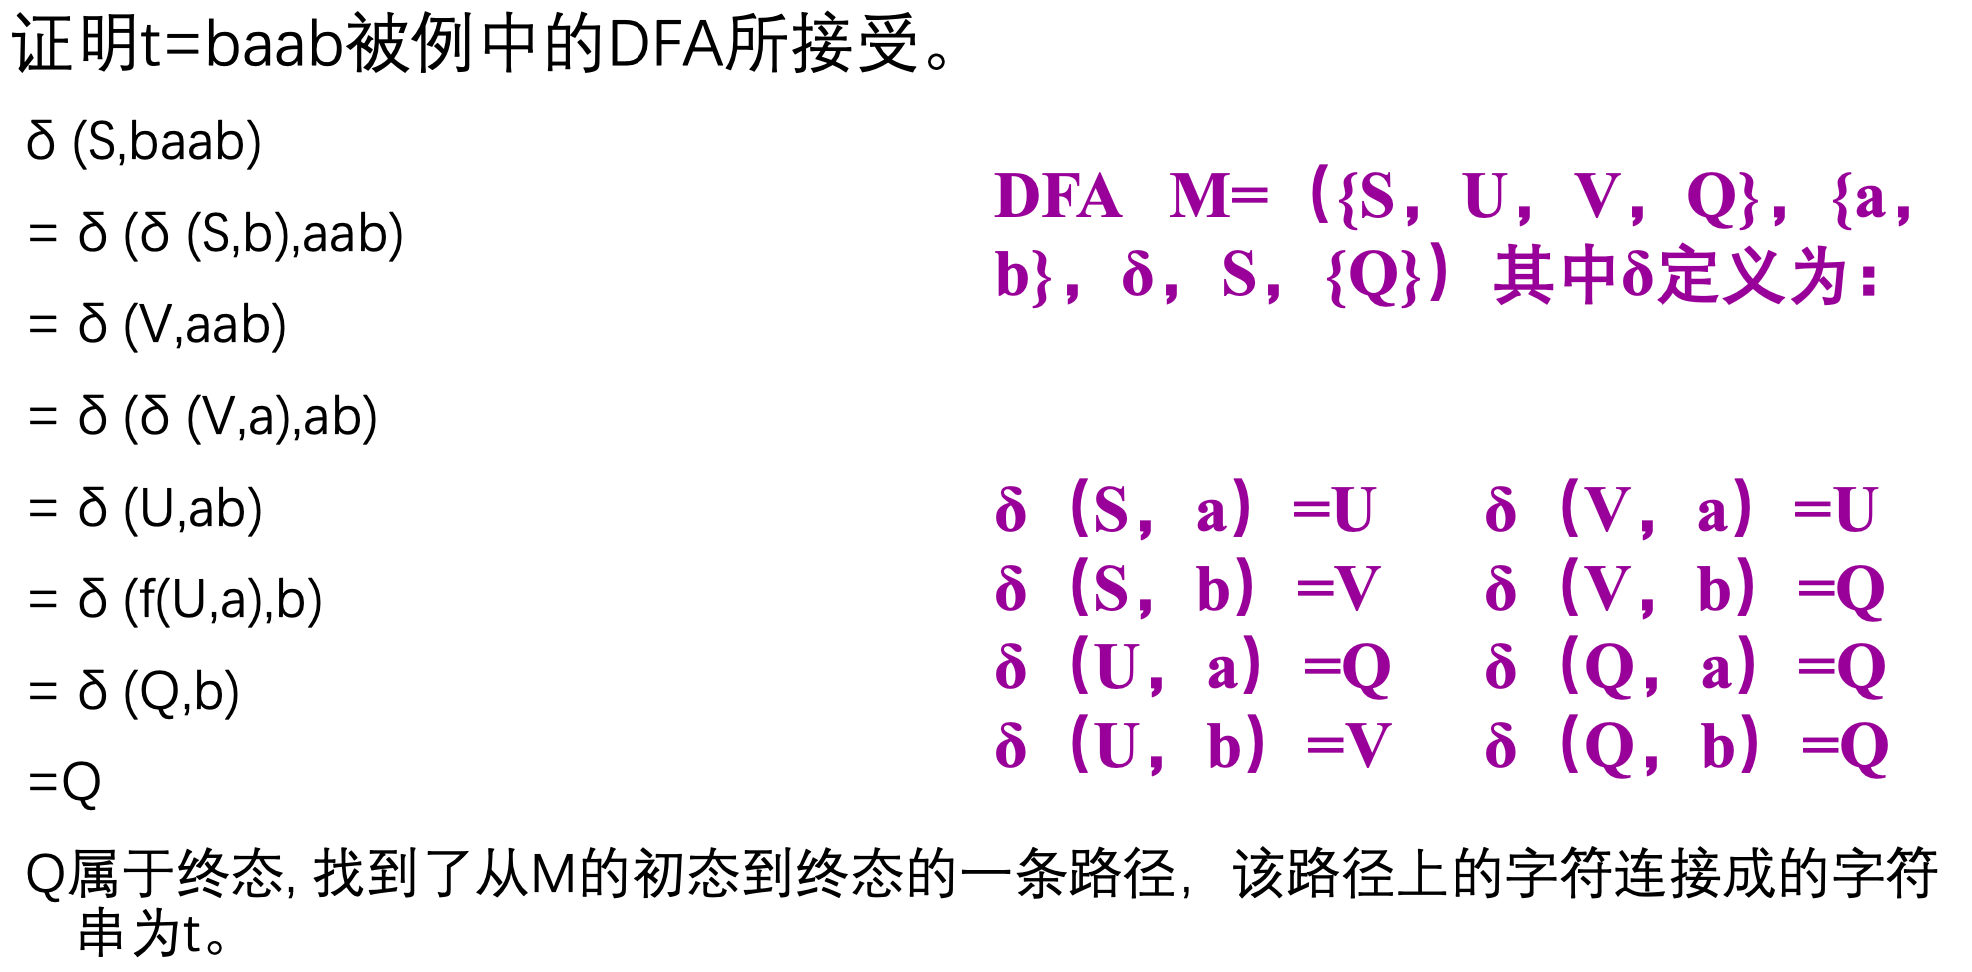 证明t=baab被例中的DFA所接受。
δ (S,baab)
= δ (δ (S,b),aab)
= δ (V,aab)
= δ (δ (V,a),ab)
= δ (U,ab)
= δ (f(U,a),b)
= δ (Q,b)
=Q
Q属于终态, 找到了从M的初态到终态的一条路径，该路径上的字符连接成的字符
串为t。
DFA M=（{S，U，V，Q}，{a，
b}，δ，S，{Q}）其中δ定义为：
δ（S，a）=U δ（V，a）=U
δ（S，b）=V δ（V，b）=Q
δ（U，a）=Q δ（Q，a）=Q
δ（U，b）=V δ（Q，b）=Q